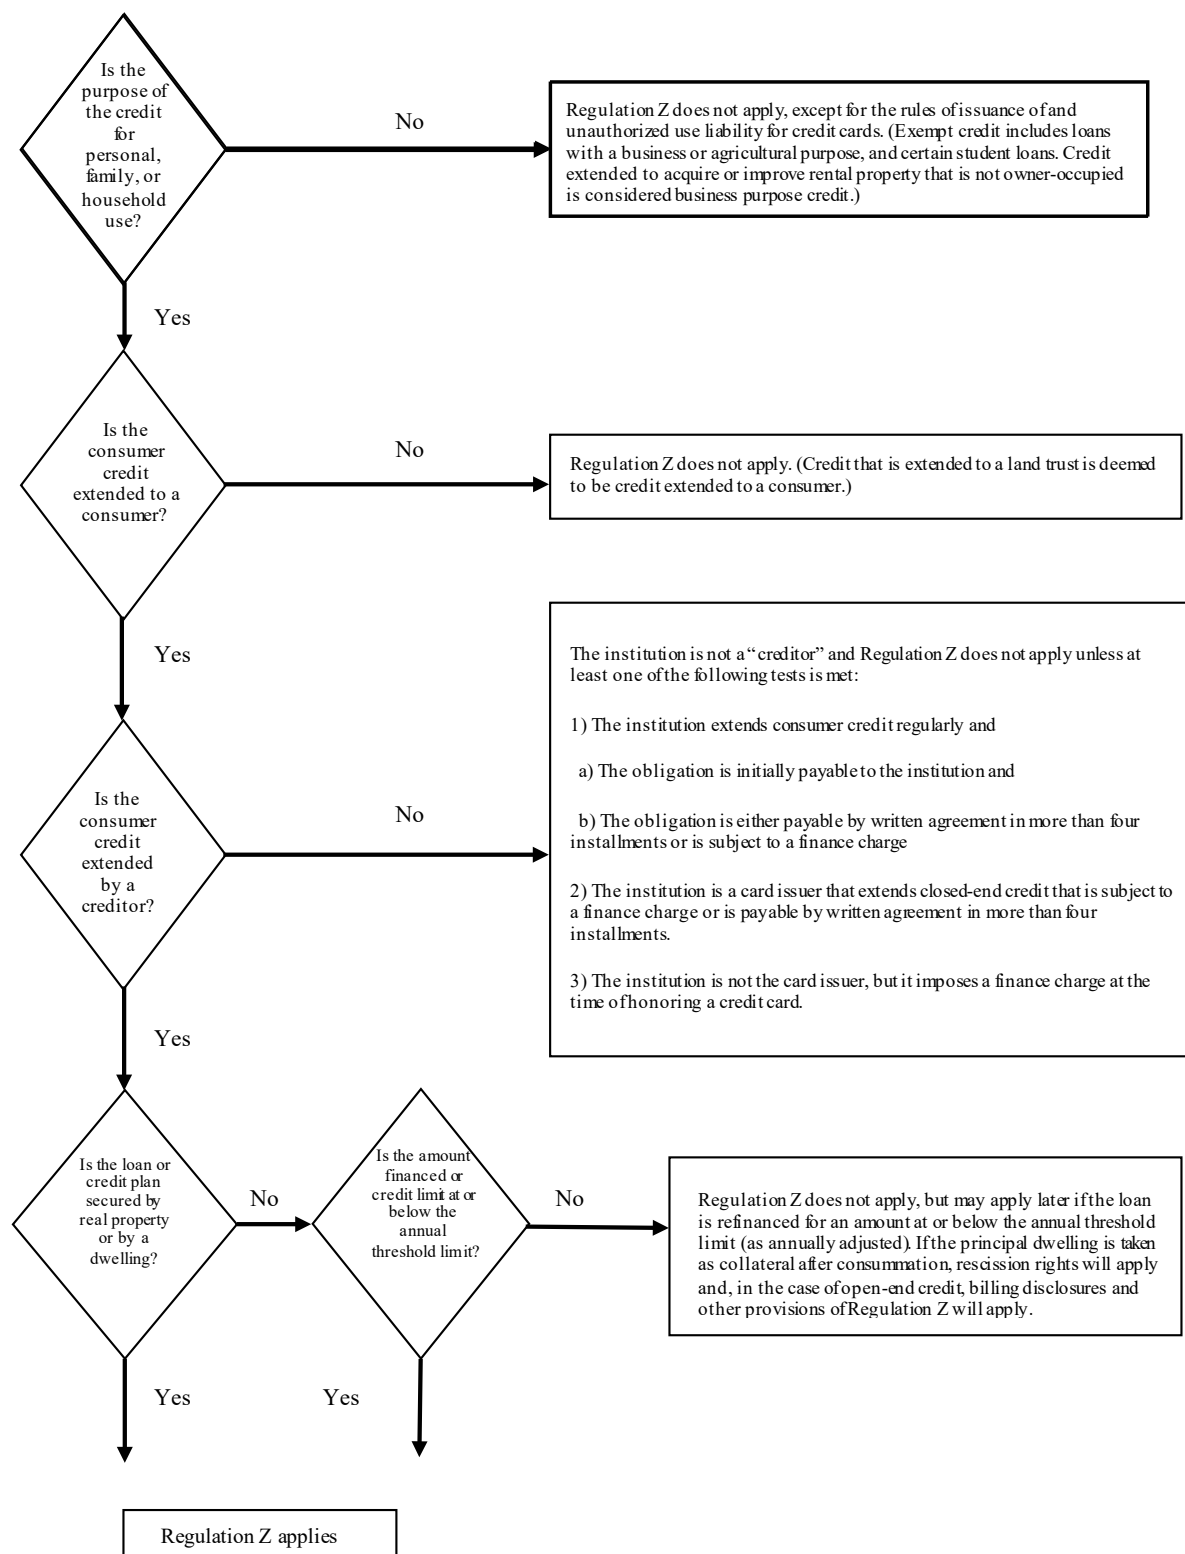 Is the
purpose of
the credit
for
personal,
family, or
household
use?
No
Regulation Z does not apply, except for the rules of issuance of and
unauthorized use liability for credit cards. (Exempt credit includes loans
with a business or agricultural purpose, and certain student loans. Credit
extended to acquire or improve rental property that is not owner-occupied
is considered business purpose credit.)
Yes
Is the
consumer
credit
extended to a
consumer?
No
Regulation Z does not apply. (Credit that is extended to a land trust is deemed
to be credit extended to a consumer.)
Yes
Is the
consumer
credit
extended
by a
creditor?
No
The institution is not a “creditor” and Regulation Z does not apply unless at
least one of the following tests is met:
1) The institution extends consumer credit regularly and
a) The obligation is initially payable to the institution and
b) The obligation is either payable by written agreement in more than four
installments or is subject to a finance charge
2) The institution is a card issuer that extends closed-end credit that is subject to
a finance charge or is payable by written agreement in more than four
installments.
3) The institution is not the card issuer, but it imposes a finance charge at the
time of honoring a credit card.
Yes
Is the loan or
credit plan
secured by
real property
or by a
dwelling?
No
Is the amount
financed or
credit limit at or
below the
annual
threshold limit?
No
Regulation Z does not apply, but may apply later if the loan
is refinanced for an amount at or below the annual threshold
limit (as annually adjusted). If the principal dwelling is taken
as collateral after consummation, rescission rights will apply
and, in the case of open-end credit, billing disclosures and
other provisions of Regulation Z will apply.
Yes
Yes
Regulation Z applies